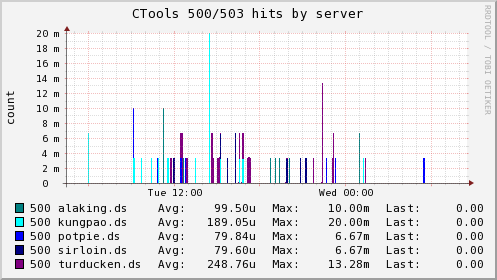 CTools 500/503 hits by server
RRDTOOL / TOBI OETIKER
count
20 m
18 m
16 m
14 m
12 m
10 m
8 m
6 m
4 m
2 m
0
Tue 12:00 Wed 00:00
500 alaking.ds Avg: 99.50u Max: 10.00m Last: 0.00
500 kungpao.ds Avg: 189.05u Max: 20.00m Last: 0.00
500 potpie.ds Avg: 79.84u Max: 6.67m Last: 0.00
500 sirloin.ds Avg: 79.60u Max: 6.67m Last: 0.00
500 turducken.ds Avg: 248.76u Max: 13.28m Last: 0.00